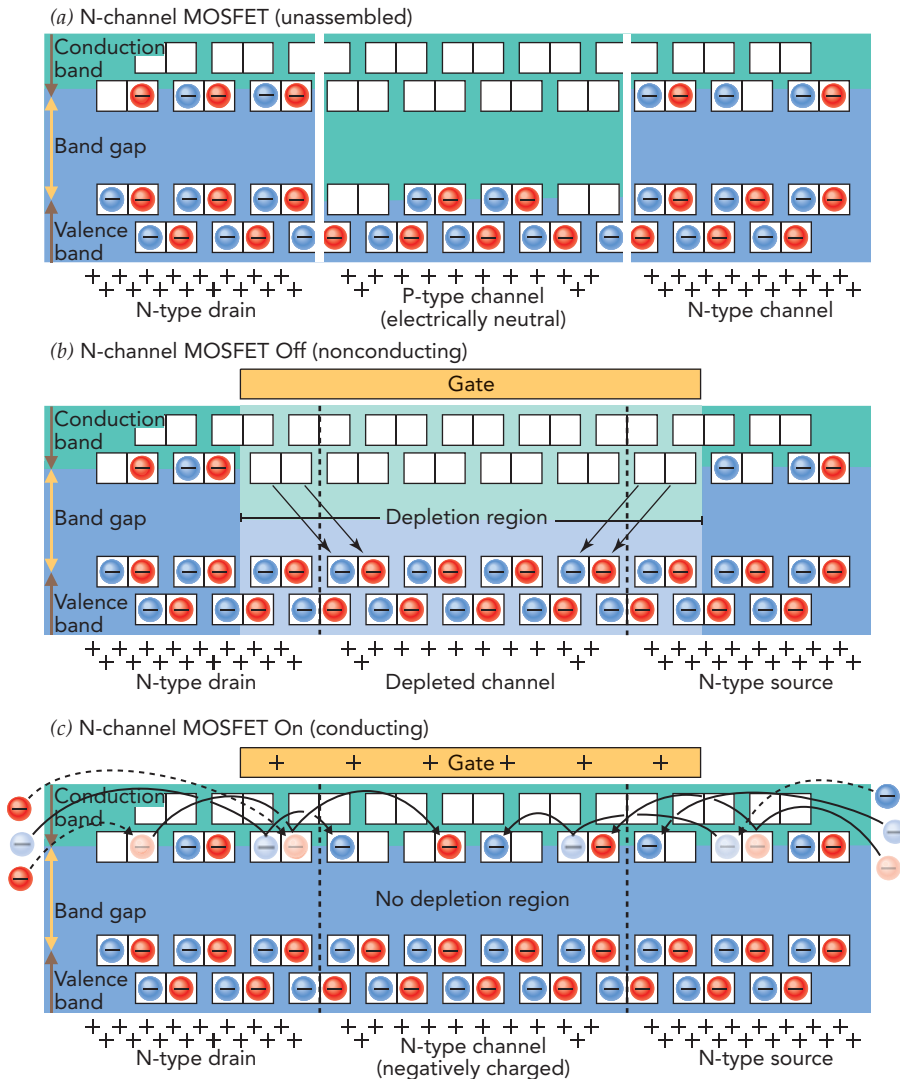 (a) N-channel MOSFET (unassembled)
Conduction
band
Band gap
Valence
band
N-type drain
P-type channel
(electrically neutral)
N-type channel
(b) N-channel MOSFET Off (nonconducting)
Gate
Conduction
band
Band gap
Depletion region
Valence
band
N-type drain
Depleted channel
N-type source
(c) N-channel MOSFET On (conducting)
Gate
Conduction
band
No depletion region
Band gap
Valence
band
N-type drain
N-type channel
(negatively charged)
N-type source